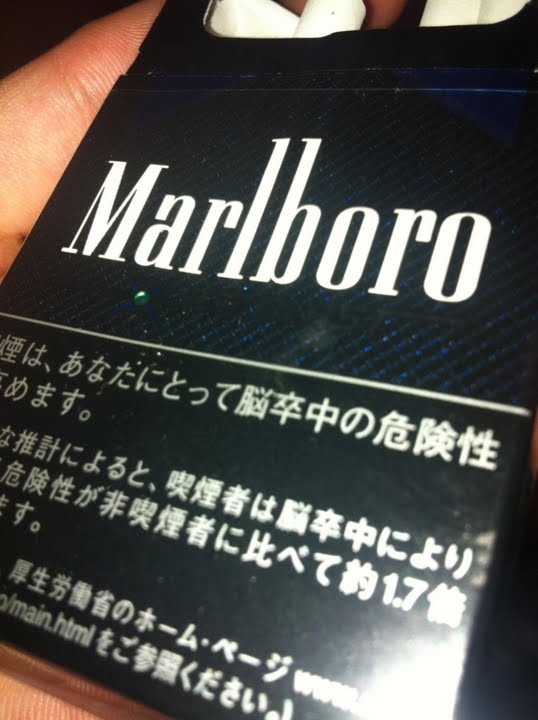 Marlboro
煙は、あなたにとって脳卒中の危険性
めます。
な推計によると、喫煙者は脳卒中により
危険性が非喫煙者に比べて約1.7倍
ます。
厚生労働省のホーム・ページ www.
/main.html をご参照ください。)